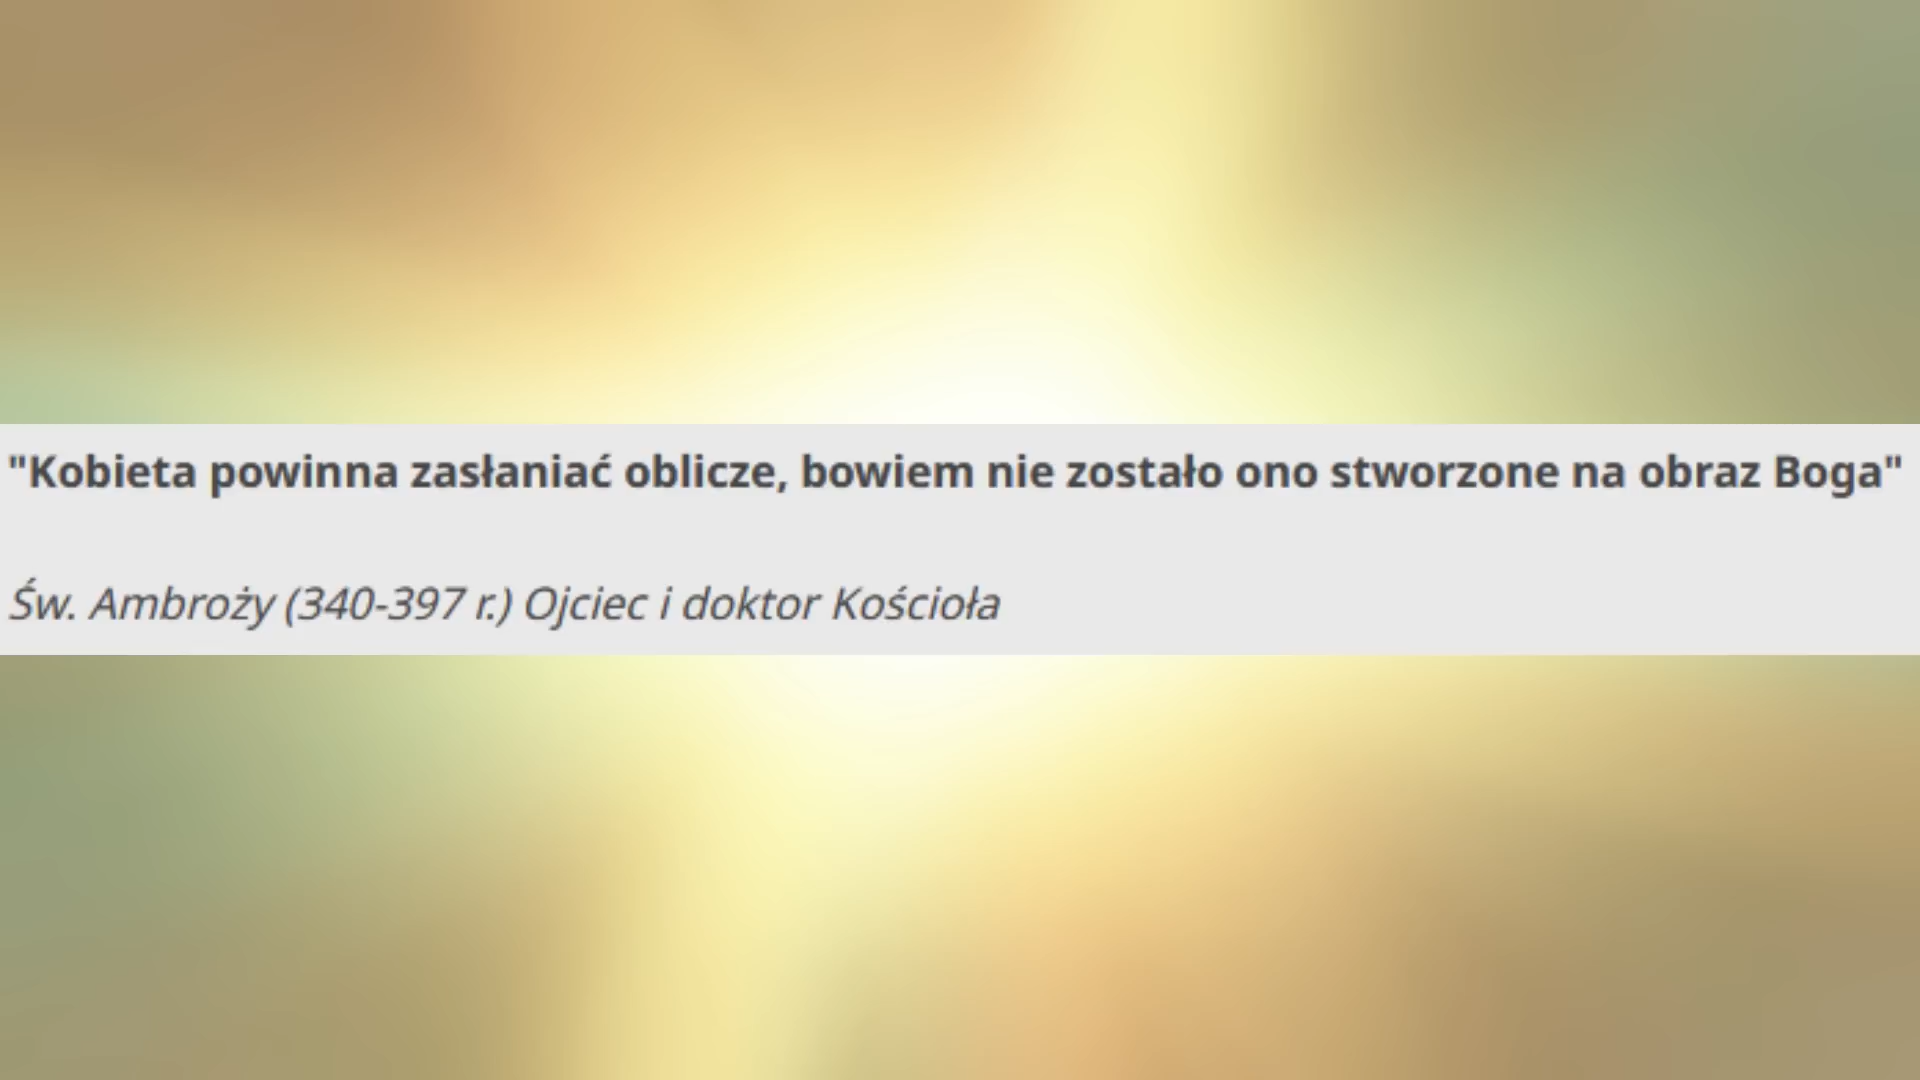 "Kobieta powinna zasłaniać oblicze, bowiem nie zostało ono stworzone na obraz Boga"
Św. Ambroży (340-397 r.) Ojciec i doktor Kościoła